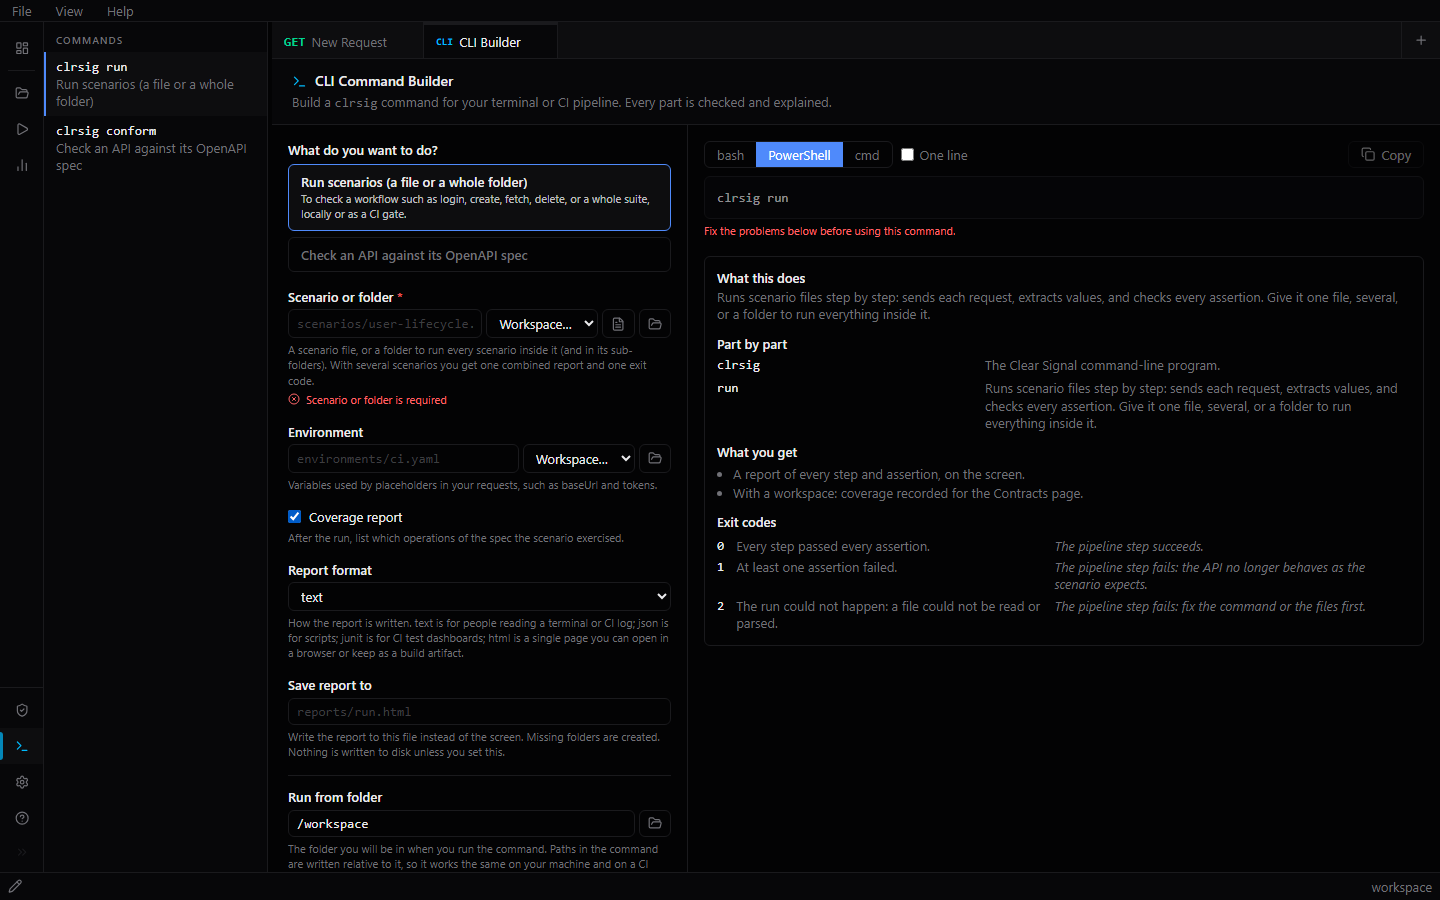 File View Help
COMMANDS
clrsig run
Run scenarios (a file or a whole
folder)
clrsig conform
Check an API against its OpenAPI
spec
GET New Request
CLI CLI Builder
CLI Command Builder
Build a clrsig command for your terminal or CI pipeline. Every part is checked and explained.
What do you want to do?
Run scenarios (a file or a whole folder)
To check a workflow such as login, create, fetch, delete, or a whole suite,
locally or as a CI gate.
Check an API against its OpenAPI spec
Scenario or folder *
scenarios/user-lifecycle. Workspace...
A scenario file, or a folder to run every scenario inside it (and in its sub-
folders). With several scenarios you get one combined report and one exit
code.
Scenario or folder is required
Environment
environments/ci.yaml Workspace...
Variables used by placeholders in your requests, such as baseUrl and tokens.
Coverage report
After the run, list which operations of the spec the scenario exercised.
Report format
text
How the report is written. text is for people reading a terminal or CI log; json is
for scripts; junit is for CI test dashboards; html is a single page you can open in
a browser or keep as a build artifact.
Save report to
reports/run.html
Write the report to this file instead of the screen. Missing folders are created.
Nothing is written to disk unless you set this.
Run from folder
/workspace
The folder you will be in when you run the command. Paths in the command
are written relative to it, so it works the same on your machine and on a CI
bash PowerShell cmd One line Copy
clrsig run
Fix the problems below before using this command.
What this does
Runs scenario files step by step: sends each request, extracts values, and checks every assertion. Give it one file, several,
or a folder to run everything inside it.
Part by part
clrsig The Clear Signal command-line program.
run Runs scenario files step by step: sends each request, extracts values, and
checks every assertion. Give it one file, several, or a folder to run
everything inside it.
What you get
A report of every step and assertion, on the screen.
With a workspace: coverage recorded for the Contracts page.
Exit codes
0 Every step passed every assertion. The pipeline step succeeds.
1 At least one assertion failed. The pipeline step fails: the API no longer behaves as the
scenario expects.
2 The run could not happen: a file could not be read or The pipeline step fails: fix the command or the files first.
parsed.
workspace